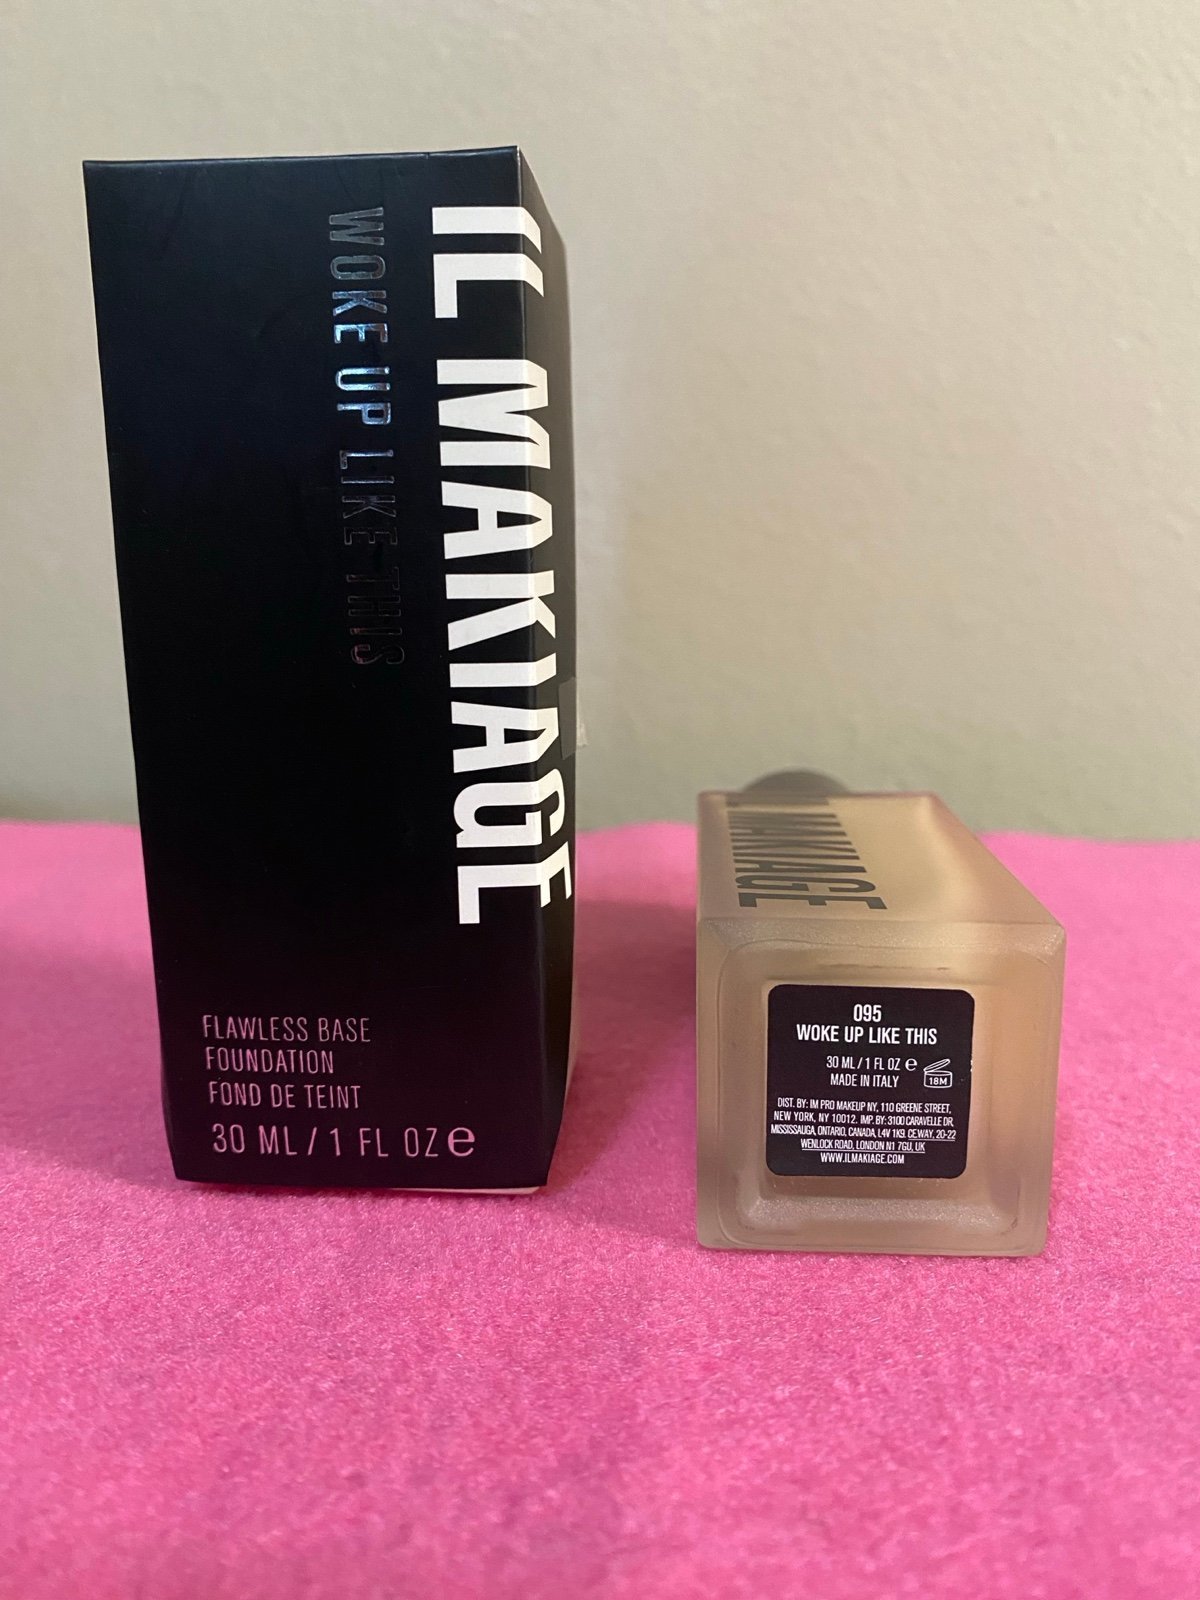 IL MAKIAGE
WOKE UP LIKE THIS
FLAWLESS BASE
FOUNDATION
FOND DE TEINT
30 ML / 1 FL OZ e
IL MAKIAGE
095
WOKE UP LIKE THIS
30 ML / 1 FL OZ e
MADE IN ITALY
18M
DIST. BY: IM PRO MAKEUP NY, 110 GREENE STREET,
NEW YORK, NY 10012. IMP. BY: 3100 CARAVELLE DR,
MISSISSAUGA, ONTARIO, CANADA, L4V 1K9. CEWAY, 20-22
WENLOCK ROAD, LONDON N1 7GU, UK
WWW.ILMAKIAGE.COM